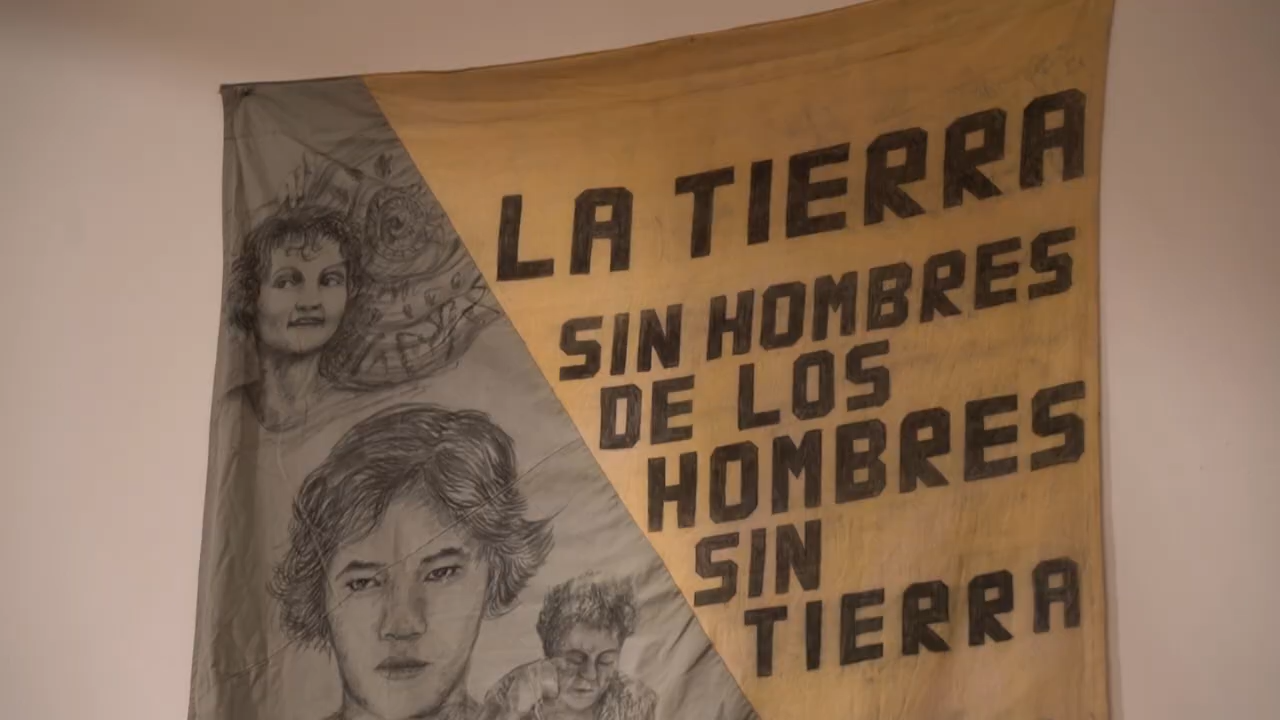 LA TIERRA
SIN HOMBRES
DE LOS
HOMBRES
SIN
TIERRA